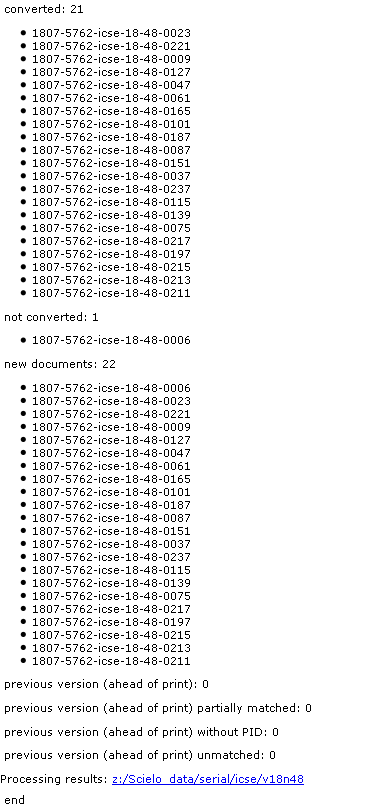 converted: 21
1807-5762-icse-18-48-0023
1807-5762-icse-18-48-0221
1807-5762-icse-18-48-0009
1807-5762-icse-18-48-0127
1807-5762-icse-18-48-0047
1807-5762-icse-18-48-0061
1807-5762-icse-18-48-0165
1807-5762-icse-18-48-0101
1807-5762-icse-18-48-0187
1807-5762-icse-18-48-0087
1807-5762-icse-18-48-0151
1807-5762-icse-18-48-0037
1807-5762-icse-18-48-0237
1807-5762-icse-18-48-0115
1807-5762-icse-18-48-0139
1807-5762-icse-18-48-0075
1807-5762-icse-18-48-0217
1807-5762-icse-18-48-0197
1807-5762-icse-18-48-0215
1807-5762-icse-18-48-0213
1807-5762-icse-18-48-0211
not converted: 1
1807-5762-icse-18-48-0006
new documents: 22
1807-5762-icse-18-48-0006
1807-5762-icse-18-48-0023
1807-5762-icse-18-48-0221
1807-5762-icse-18-48-0009
1807-5762-icse-18-48-0127
1807-5762-icse-18-48-0047
1807-5762-icse-18-48-0061
1807-5762-icse-18-48-0165
1807-5762-icse-18-48-0101
1807-5762-icse-18-48-0187
1807-5762-icse-18-48-0087
1807-5762-icse-18-48-0151
1807-5762-icse-18-48-0037
1807-5762-icse-18-48-0237
1807-5762-icse-18-48-0115
1807-5762-icse-18-48-0139
1807-5762-icse-18-48-0075
1807-5762-icse-18-48-0217
1807-5762-icse-18-48-0197
1807-5762-icse-18-48-0215
1807-5762-icse-18-48-0213
1807-5762-icse-18-48-0211
previous version (ahead of print): 0
previous version (ahead of print) partially matched: 0
previous version (ahead of print) without PID: 0
previous version (ahead of print) unmatched: 0
Processing results: z:/Scielo_data/serial/icse/v18n48
end